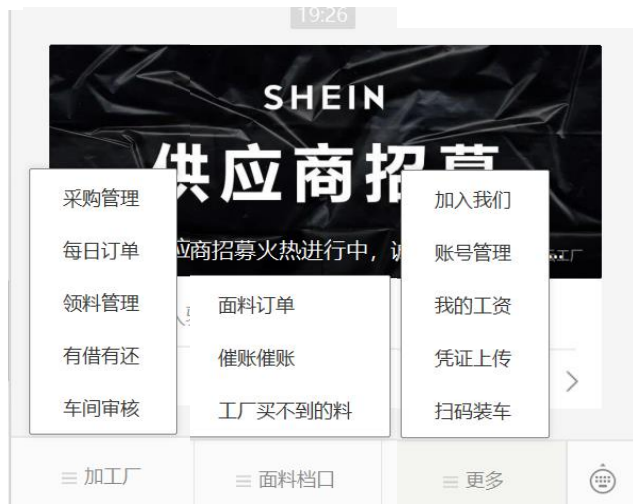 19:26
SHEIN
供应商招募
应商招募火热进行中，诚
工厂
采购管理
每日订单
领料管理
有借有还
车间审核
面料订单
催账催账
工厂买不到的料
加入我们
账号管理
我的工资
凭证上传
扫码装车
加工厂
面料档口
更多